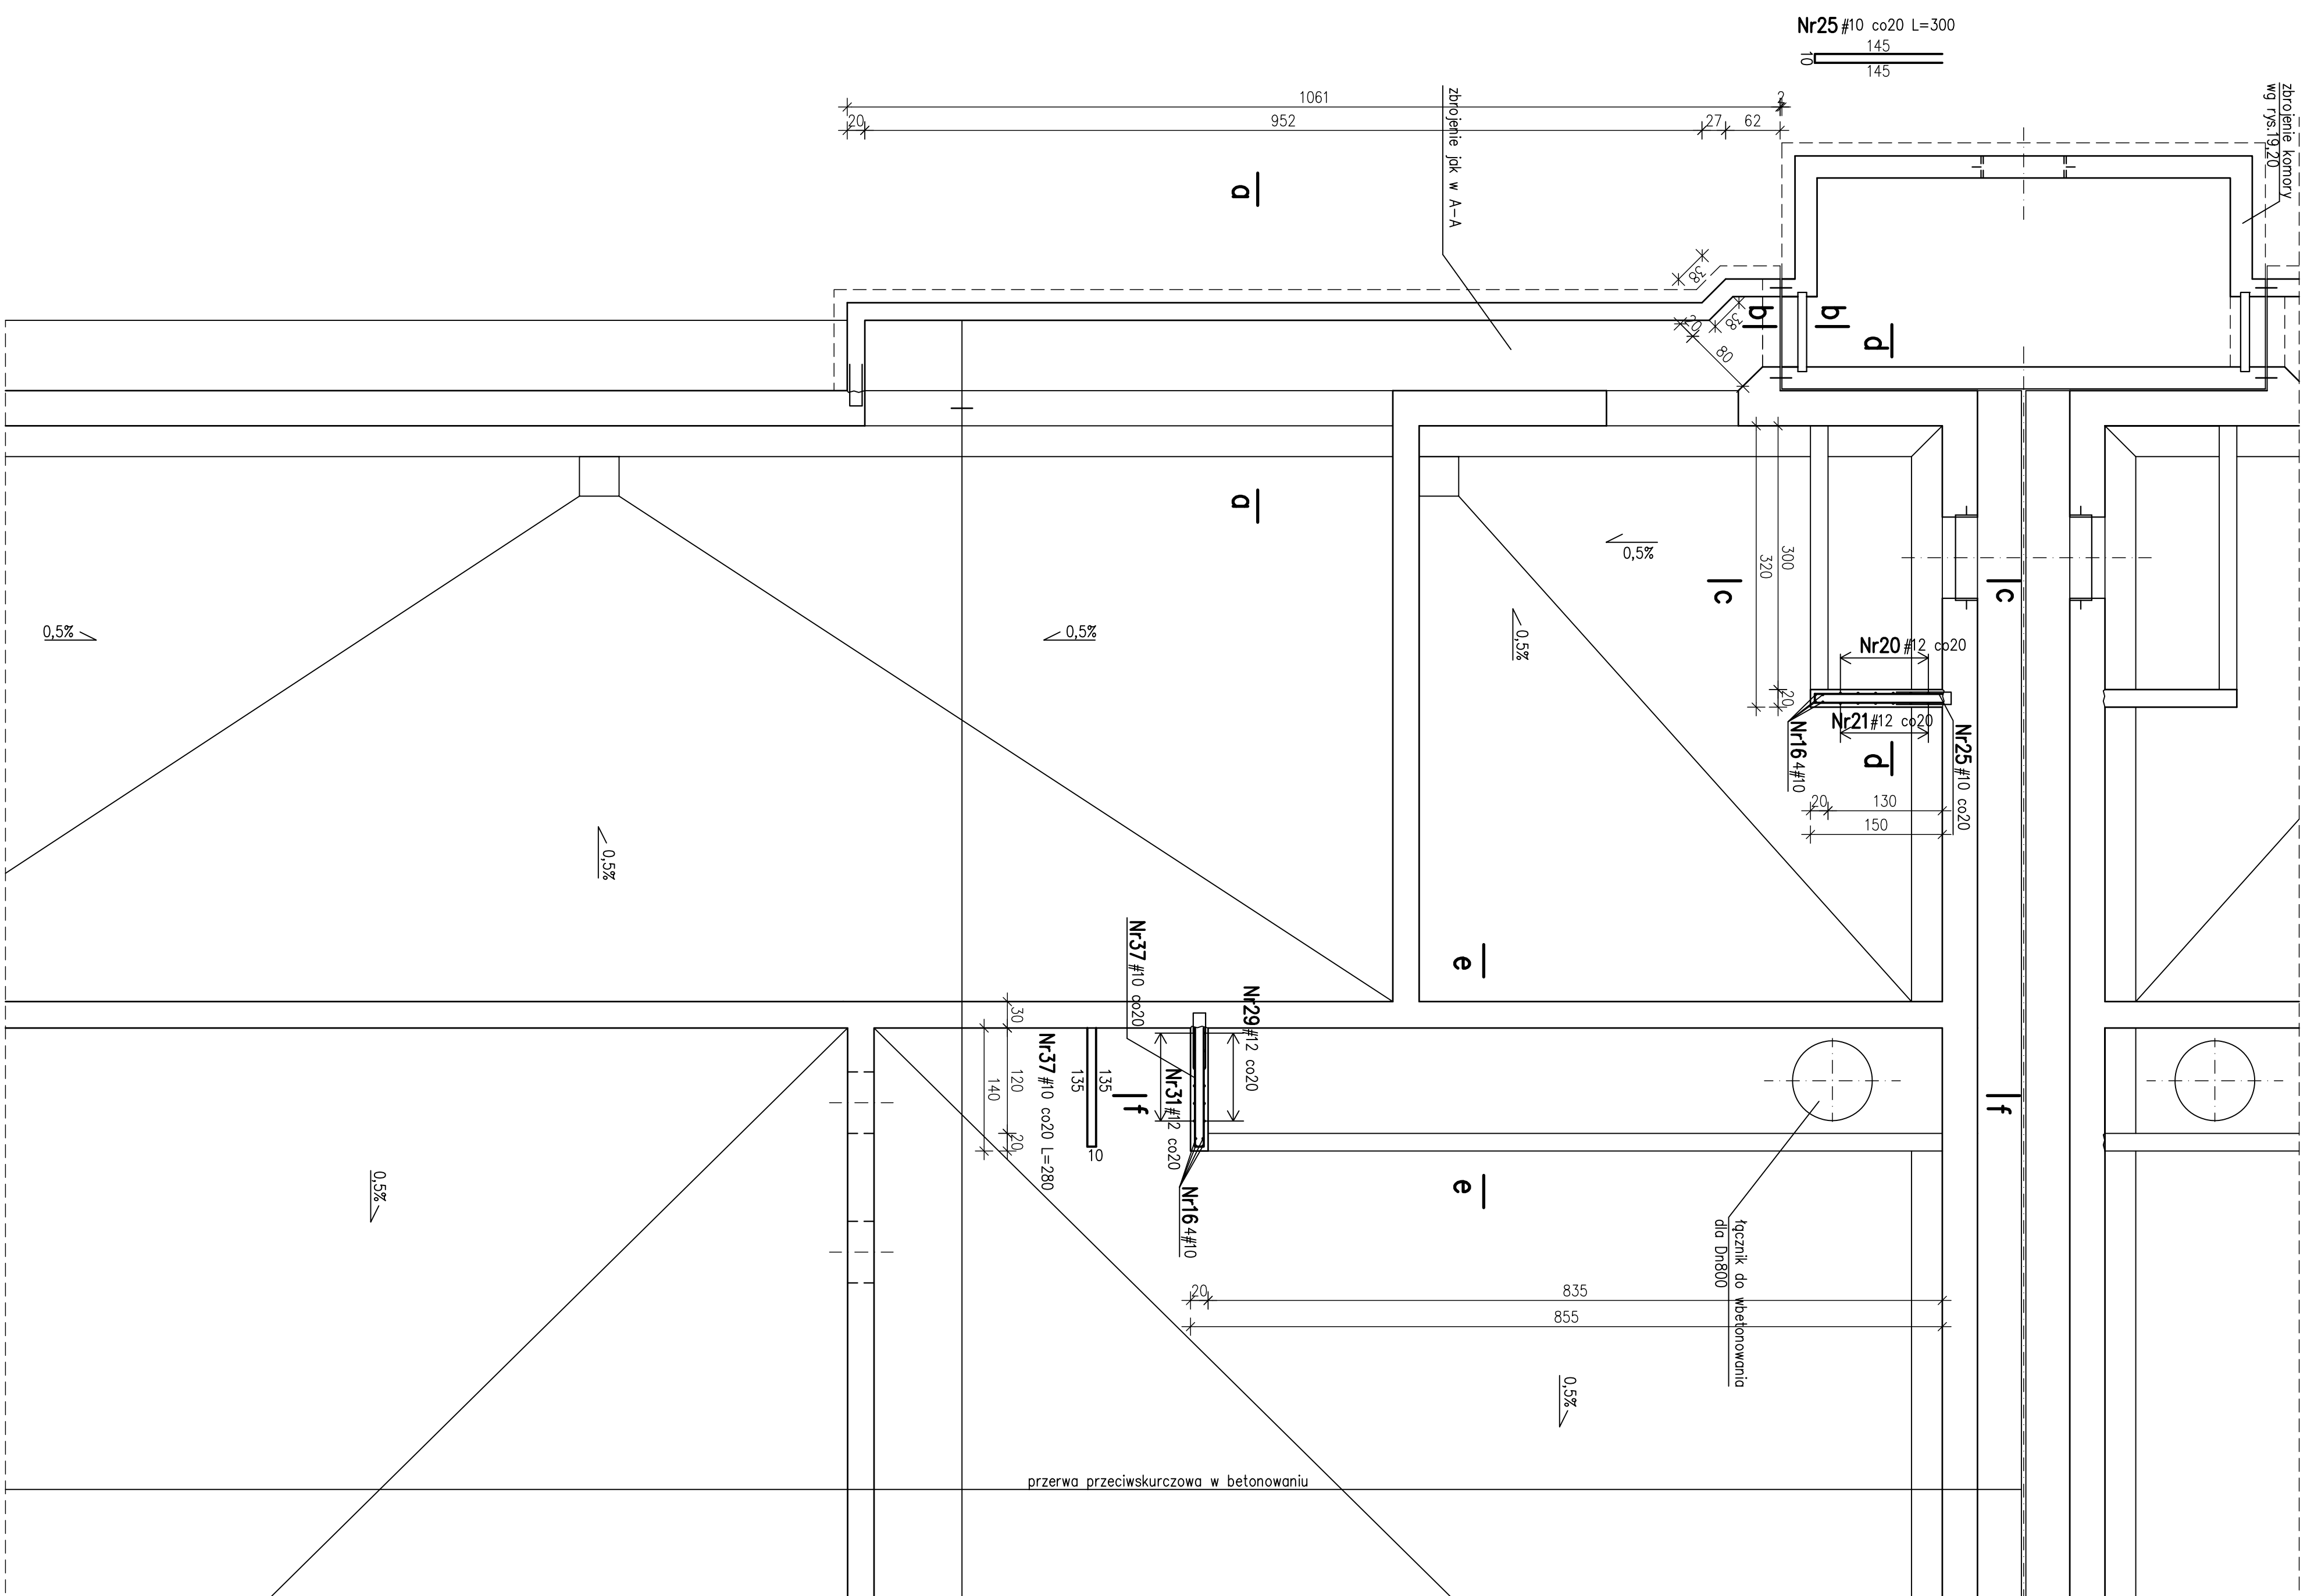 Nr25 #10 co20 L=300
145
10
145
zbrojenie komory
wg rys.19,20
1061
2
20
952
27
62
zbrojenie jak w A-A
a
38
38
20
80
b
b
d
a
0,5%
300
320
c
c
0,5%
0,5%
0,5%
Nr20 #12 co20
20
Nr21 #12 co20
Nr16 4#10
Nr25 #10 co20
d
20
130
150
0,5%
Nr37 #10 co20
e
Nr29 #12 co20
30
120
140
20
Nr37 #10 co20 L=280
135
135
10
f
Nr31 #12 co20
f
Nr16 4#10
e
0,5%
łącznik do wbetonowania
dla Dn800
20
835
855
0,5%
przerwa przeciwskurczowa w betonowaniu